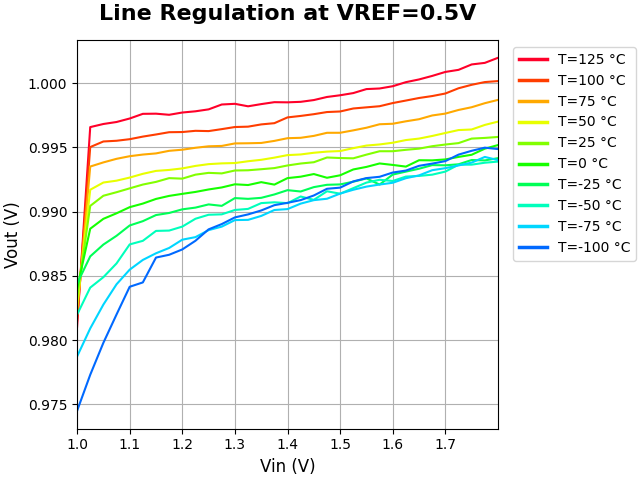 Line Regulation at VREF=0.5V
Vout (V)
1.000
0.995
0.990
0.985
0.980
0.975
1.0 1.1 1.2 1.3 1.4 1.5 1.6 1.7
Vin (V)
T=125 °C
T=100 °C
T=75 °C
T=50 °C
T=25 °C
T=0 °C
T=-25 °C
T=-50 °C
T=-75 °C
T=-100 °C